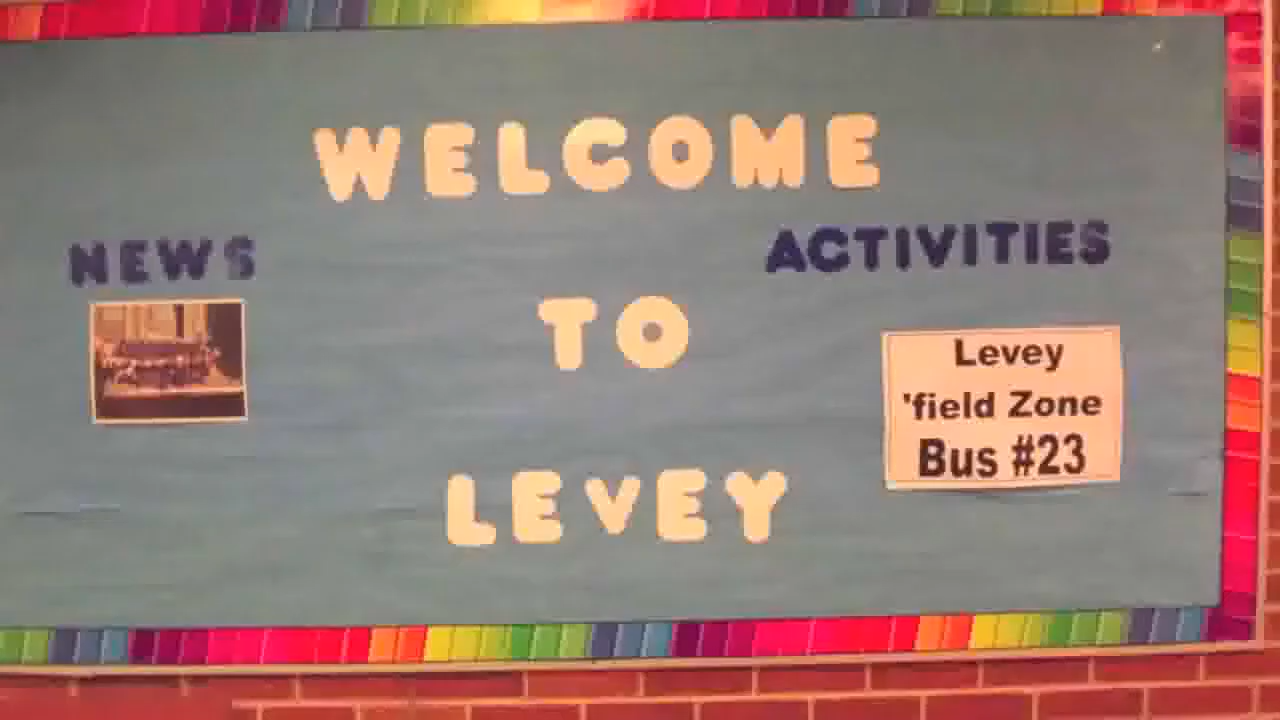 WELCOME
NEWS
ACTIVITIES
TO
Levey
'field Zone
Bus #23
LEVEY